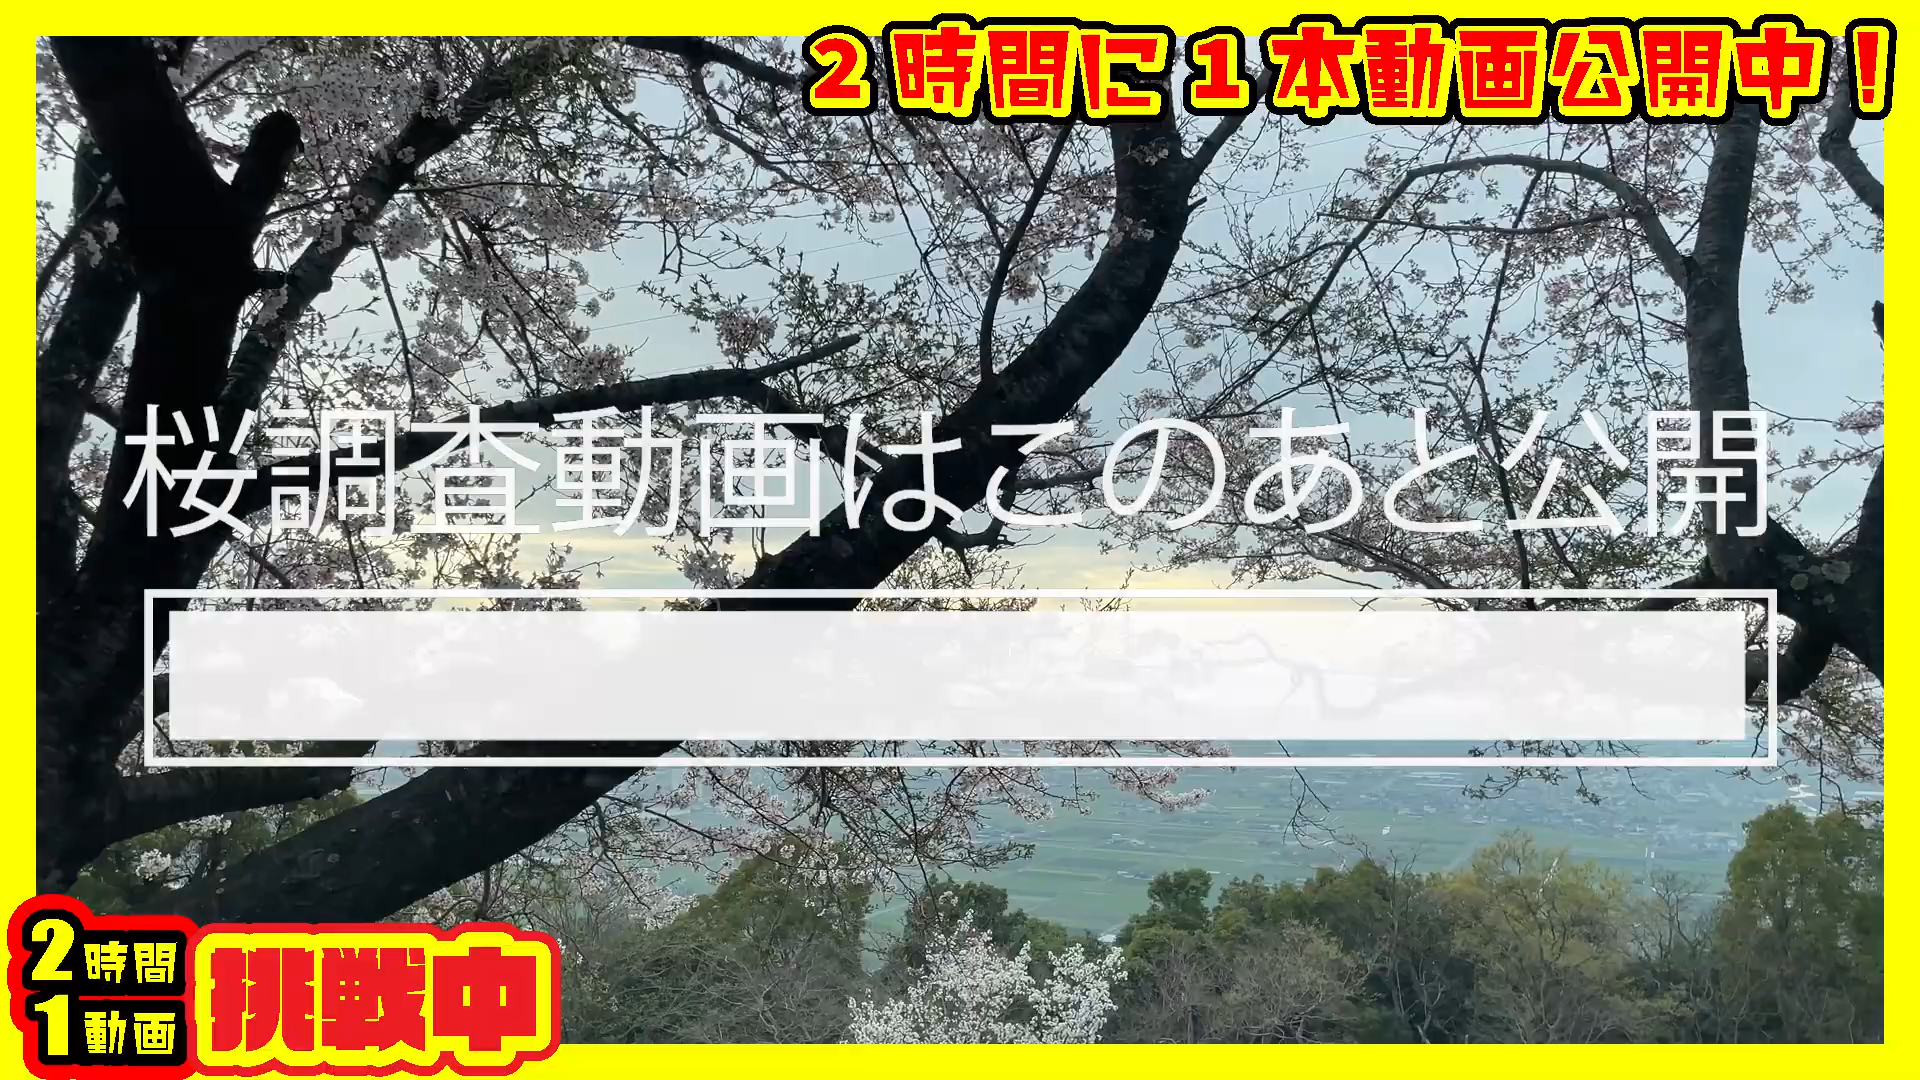 ２時間に１本動画公開中！
桜調査動画はこのあと公開
2時間
1動画
挑戦中